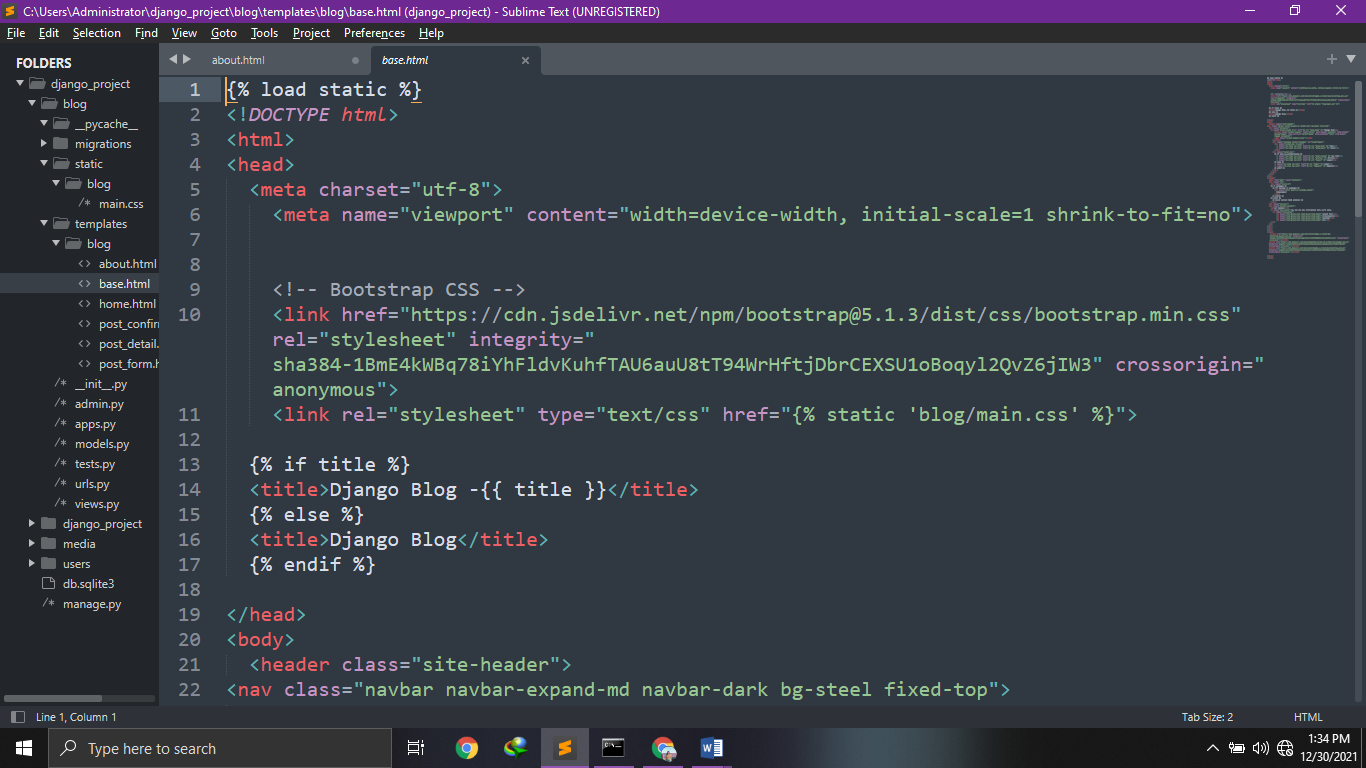 C:\Users\Administrator\django_project\blog\templates\blog\base.html (django_project) - Sublime Text (UNREGISTERED)
File Edit Selection Find View Goto Tools Project Preferences Help
FOLDERS
django_project
blog
__pycache__
migrations
static
blog
/* main.css
templates
blog
<> about.html
<> base.html
<> home.html
<> post_confir
<> post_detail.
<> post_form.h
/* __init__.py
/* admin.py
/* apps.py
/* models.py
/* tests.py
/* urls.py
/* views.py
django_project
media
users
db.sqlite3
/* manage.py
about.html
base.html
1 {% load static %}
2 <!DOCTYPE html>
3 <html>
4 <head>
5 <meta charset="utf-8">
6 <meta name="viewport" content="width=device-width, initial-scale=1 shrink-to-fit=no">
7
8
9 <!-- Bootstrap CSS -->
10 <link href="https://cdn.jsdelivr.net/npm/bootstrap@5.1.3/dist/css/bootstrap.min.css"
rel="stylesheet" integrity="
sha384-1BmE4kWBq78iYhFldvKuhfTAU6auU8tT94WrHftjDbrCEXSU1oBoqyl2QvZ6jIW3" crossorigin="
anonymous">
11 <link rel="stylesheet" type="text/css" href="{% static 'blog/main.css' %}">
12
13 {% if title %}
14 <title>Django Blog -{{ title }}</title>
15 {% else %}
16 <title>Django Blog</title>
17 {% endif %}
18
19 </head>
20 <body>
21 <header class="site-header">
22 <nav class="navbar navbar-expand-md navbar-dark bg-steel fixed-top">
Line 1, Column 1
Tab Size: 2
HTML
Type here to search
1:34 PM
12/30/2021